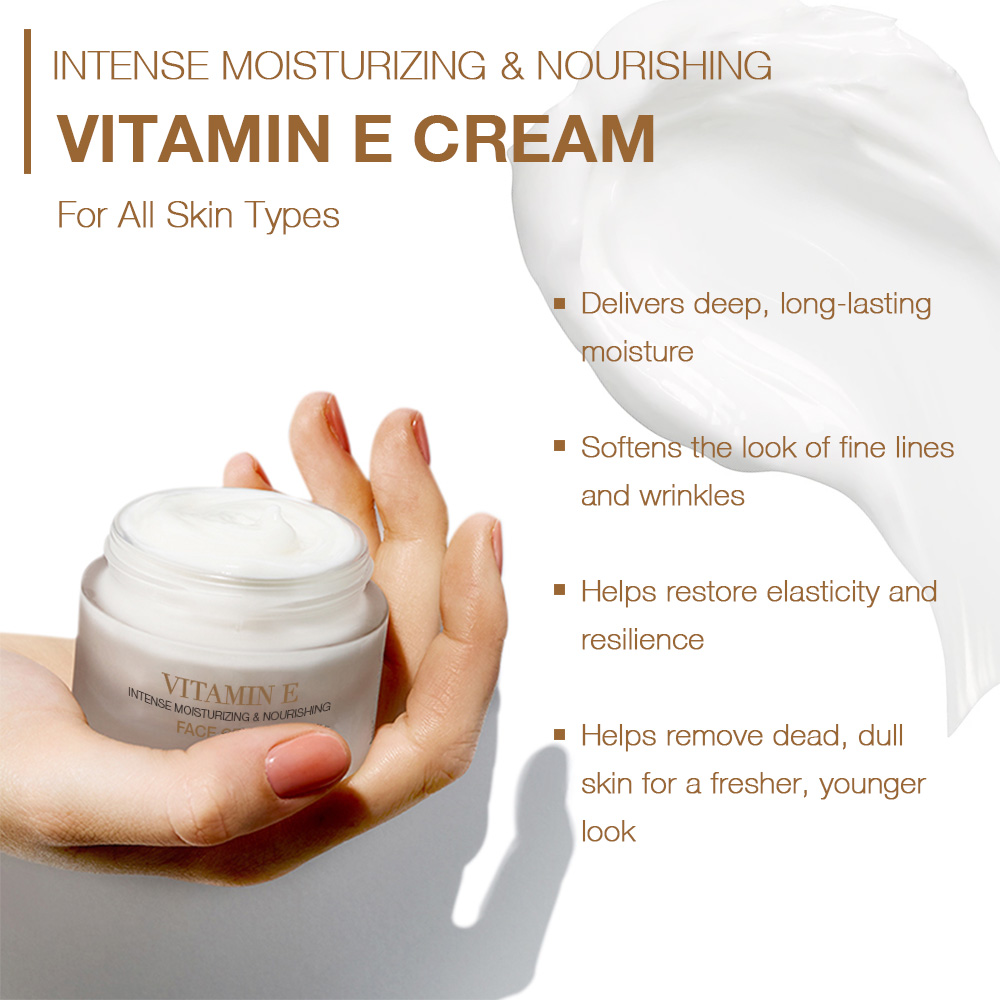 INTENSE MOISTURIZING & NOURISHING
VITAMIN E CREAM
For All Skin Types
Delivers deep, long-lasting
moisture
Softens the look of fine lines
and wrinkles
Helps restore elasticity and
resilience
Helps remove dead, dull
skin for a fresher, younger
look
VITAMIN E
INTENSE MOISTURIZING & NOURISHING
FACE